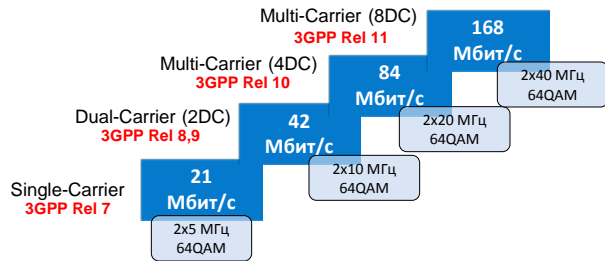 Multi-Carrier (8DC)
3GPP Rel 11
168
Мбит/с
2x40 МГц
64QAM
Multi-Carrier (4DC)
3GPP Rel 10
84
Мбит/с
2x20 МГц
64QAM
Dual-Carrier (2DC)
3GPP Rel 8,9
42
Мбит/с
2x10 МГц
64QAM
Single-Carrier
3GPP Rel 7
21
Мбит/с
2x5 МГц
64QAM